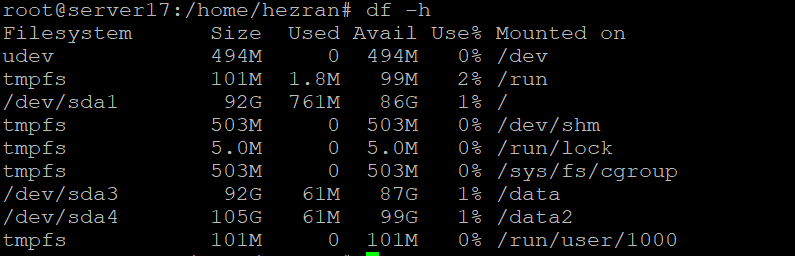 root@server17:/home/hezran# df -h
Filesystem Size Used Avail Use% Mounted on
udev 494M 0 494M 0% /dev
tmpfs 101M 1.8M 99M 2% /run
/dev/sda1 92G 761M 86G 1% /
tmpfs 503M 0 503M 0% /dev/shm
tmpfs 5.0M 0 5.0M 0% /run/lock
tmpfs 503M 0 503M 0% /sys/fs/cgroup
/dev/sda3 92G 61M 87G 1% /data
/dev/sda4 105G 61M 99G 1% /data2
tmpfs 101M 0 101M 0% /run/user/1000